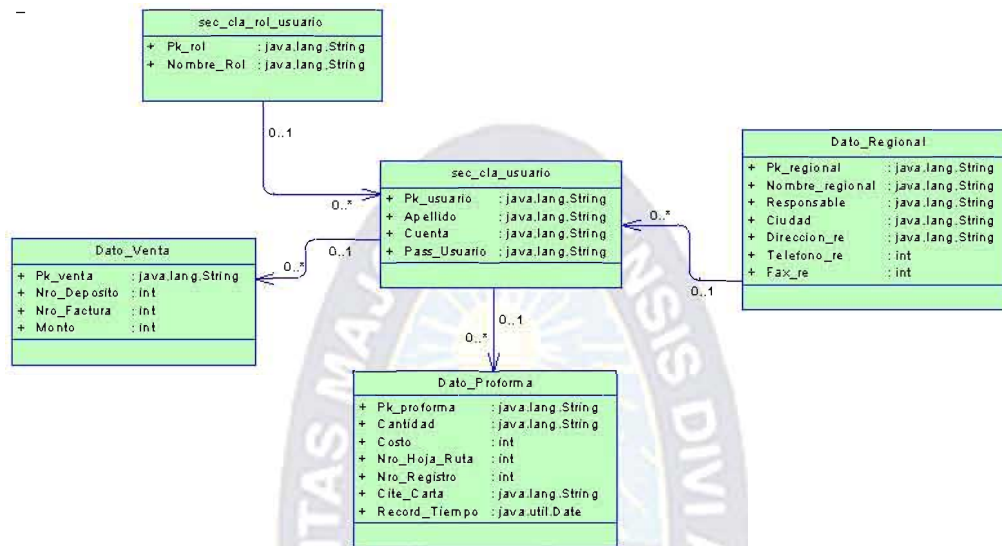 sec_cla_rol_usuario
+ Pk_rol : java.lang.String
+ Nombre_Rol : java.lang.String
0..1
0..*
sec_cla_usuario
+ Pk_usuario : java.lang.String
+ Apellido : java.lang.String
+ Cuenta : java.lang.String
+ Pass_Usuario : java.lang.String
Dato_Regional
+ Pk_regional : java.lang.String
+ Nombre_regional : java.lang.String
+ Responsable : java.lang.String
+ Ciudad : java.lang.String
+ Direccion_re : java.lang.String
+ Telefono_re : int
+ Fax_re : int
0..*
0..1
Dato_Venta
+ Pk_venta : java.lang.String
+ Nro_Deposito : int
+ Nro_Factura : int
+ Monto : int
0..*
0..1
0..1
0..*
Dato_Proforma
+ Pk_proforma : java.lang.String
+ Cantidad : java.lang.String
+ Costo : int
+ Nro_Hoja_Ruta : int
+ Nro_Registro : int
+ Cite_Carta : java.lang.String
+ Record_Tiempo : java.util.Date